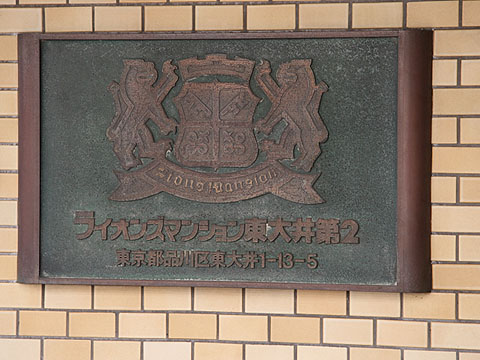 Lions Mansion
ライオンズマンション東大井第2
東京都品川区東大井1-13-5